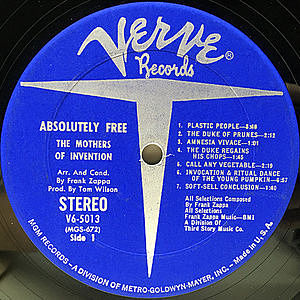 VERVE®
Records
ABSOLUTELY FREE
THE MOTHERS
OF INVENTION
Arr. And Cond.
By Frank Zappa
Prod. By Tom Wilson
STEREO
V6-5013
(MGS-672)
Side 1
1. PLASTIC PEOPLE—3:40
2. THE DUKE OF PRUNES—2:12
3. AMNESIA VIVACE—1:01
4. THE DUKE REGAINS
HIS CHOPS—1:45
5. CALL ANY VEGETABLE—2:19
6. INVOCATION & RITUAL DANCE
OF THE YOUNG PUMPKIN—6:57
7. SOFT-SELL CONCLUSION—1:40
All Selections Composed
By Frank Zappa
All Selections
Frank Zappa Music—BMI
A Division Of
Third Story Music Co.
MGM RECORDS—A DIVISION OF METRO-GOLDWYN-MAYER, INC.—Made in U.S.A.